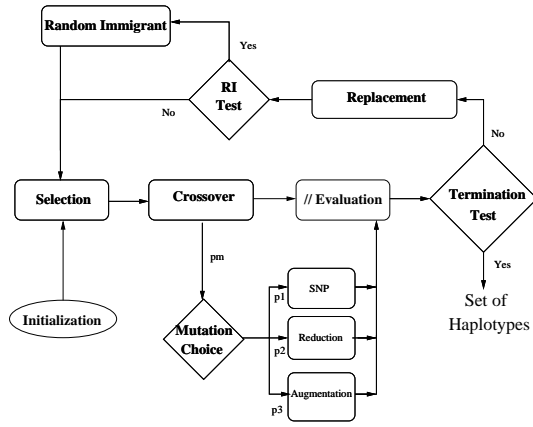 Random Immigrant
Yes
RI
Test
Replacement
No
No
Selection
Crossover
// Evaluation
Termination
Test
pm
Yes
p1
SNP
Set of
Haplotypes
Initialization
Mutation
Choice
p2
Reduction
Augmentation
p3